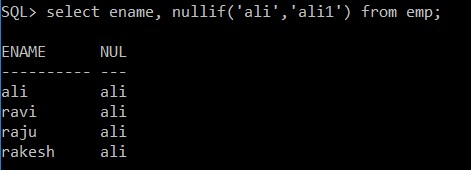 SQL> select ename, nullif('ali','ali1') from emp;
ENAME      NUL
---------- ---
ali        ali
ravi       ali
raju       ali
rakesh     ali